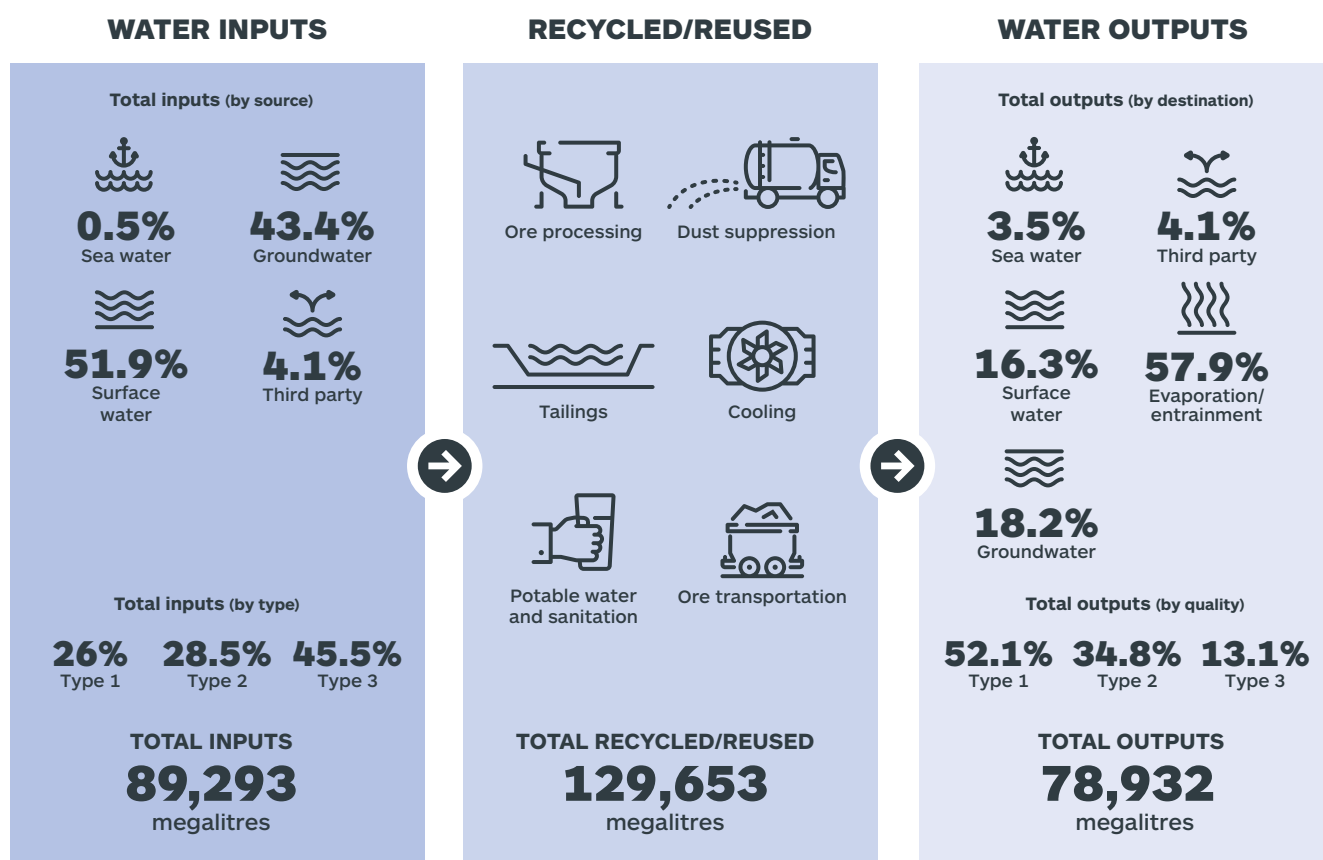 WATER INPUTS
Total inputs (by source)
0.5%
Sea water
43.4%
Groundwater
51.9%
Surface
water
4.1%
Third party
Total inputs (by type)
26%
Type 1
28.5%
Type 2
45.5%
Type 3
TOTAL INPUTS
89,293
megalitres
RECYCLED/REUSED
Ore processing
Dust suppression
Tailings
Cooling
Potable water
and sanitation
Ore transportation
TOTAL RECYCLED/REUSED
129,653
megalitres
WATER OUTPUTS
Total outputs (by destination)
3.5%
Sea water
4.1%
Third party
16.3%
Surface
water
57.9%
Evaporation/
entrainment
18.2%
Groundwater
Total outputs (by quality)
52.1%
Type 1
34.8%
Type 2
13.1%
Type 3
TOTAL OUTPUTS
78,932
megalitres